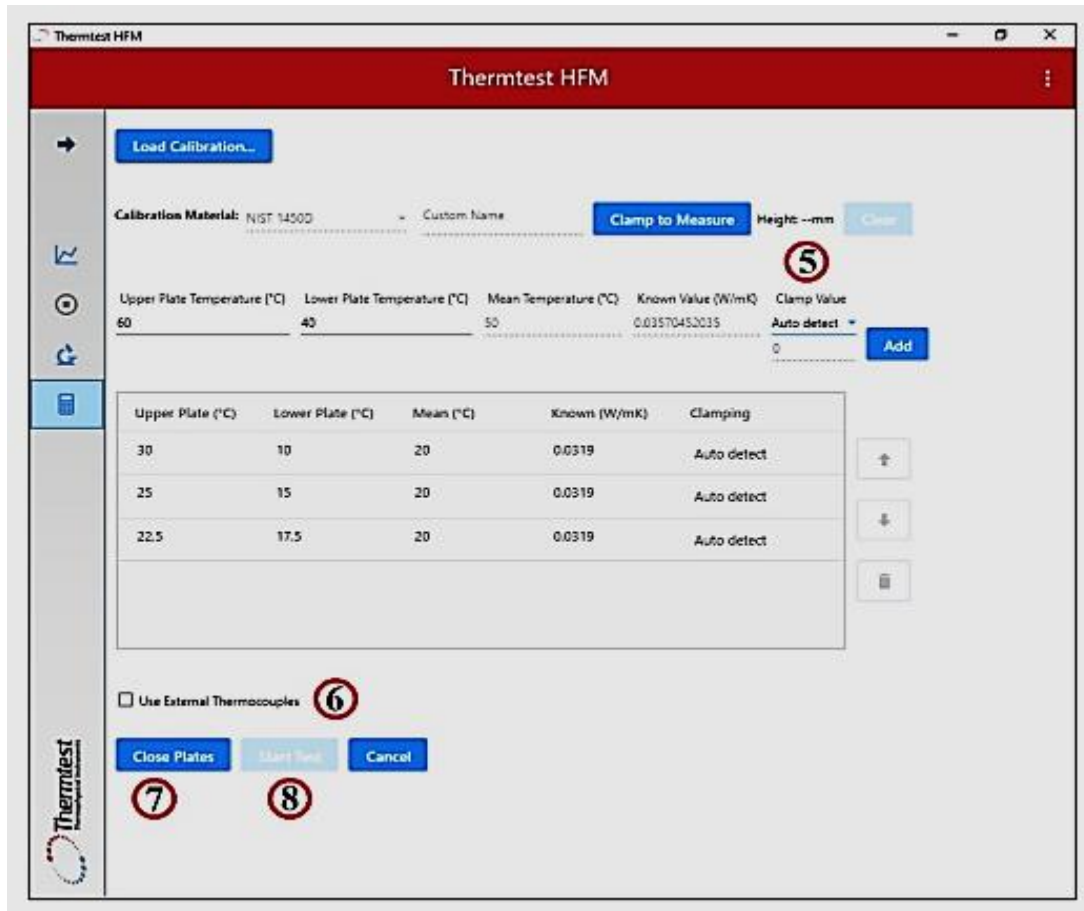 Thermtest HFM
Thermtest HFM
Load Calibration...
Calibration Material: NIST 1450D Custom Name Clamp to Measure Height: --mm Clear
5
Upper Plate Temperature (°C) Lower Plate Temperature (°C) Mean Temperature (°C) Known Value (W/mK) Clamp Value
60 40 50 0.03570452035 Auto detect
0 Add
Upper Plate (°C) Lower Plate (°C) Mean (°C) Known (W/mK) Clamping
30 10 20 0.0319 Auto detect
25 15 20 0.0319 Auto detect
22.5 17.5 20 0.0319 Auto detect
Use External Thermocouples 6
Close Plates Start Test Cancel
7 8
Thermtest
Thermophysical Instruments